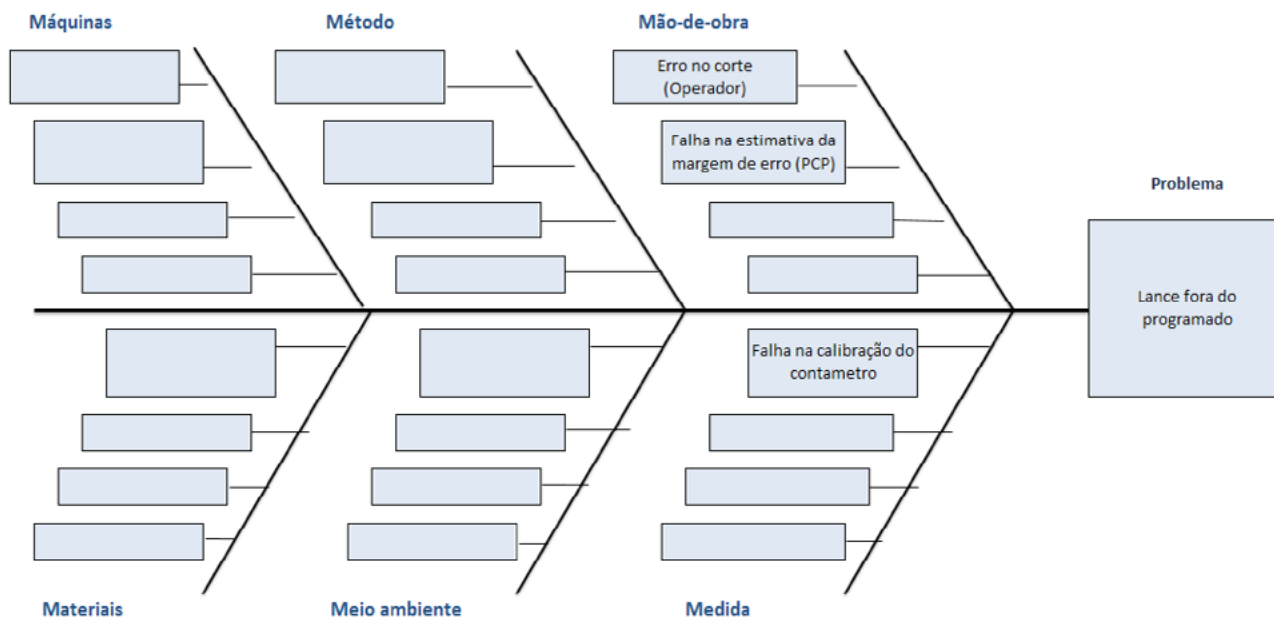 Máquinas
Método
Mão-de-obra
Erro no corte
(Operador)
Falha na estimativa da
margem de erro (PCP)
Problema
Lance fora do
programado
Falha na calibração do
contametro
Materiais
Meio ambiente
Medida